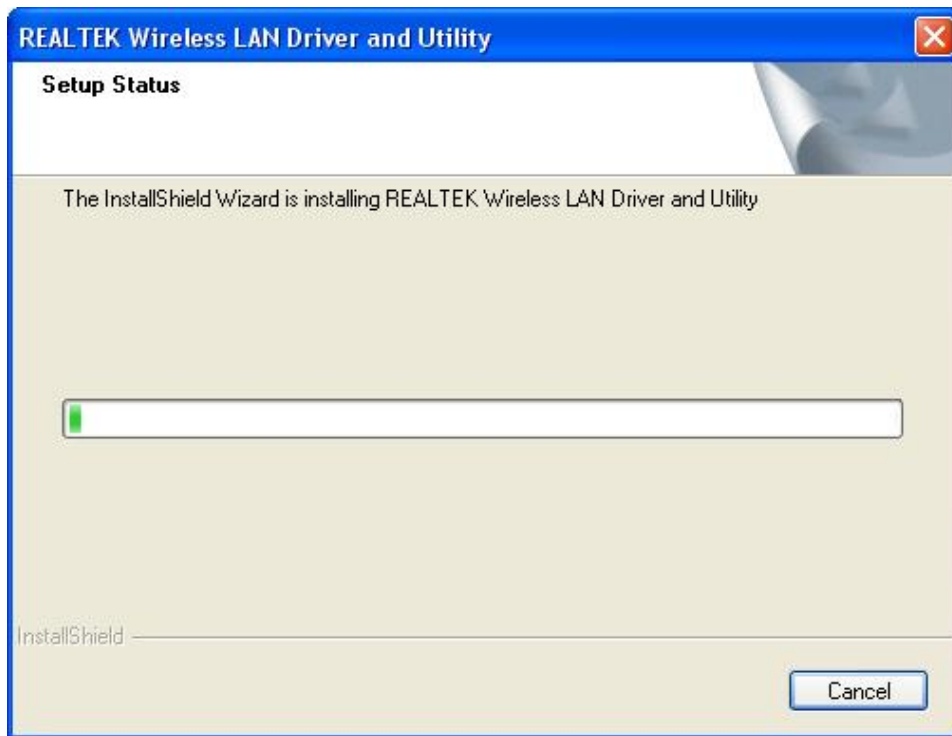 REALTEK Wireless LAN Driver and Utility
Setup Status
The InstallShield Wizard is installing REALTEK Wireless LAN Driver and Utility
InstallShield
Cancel